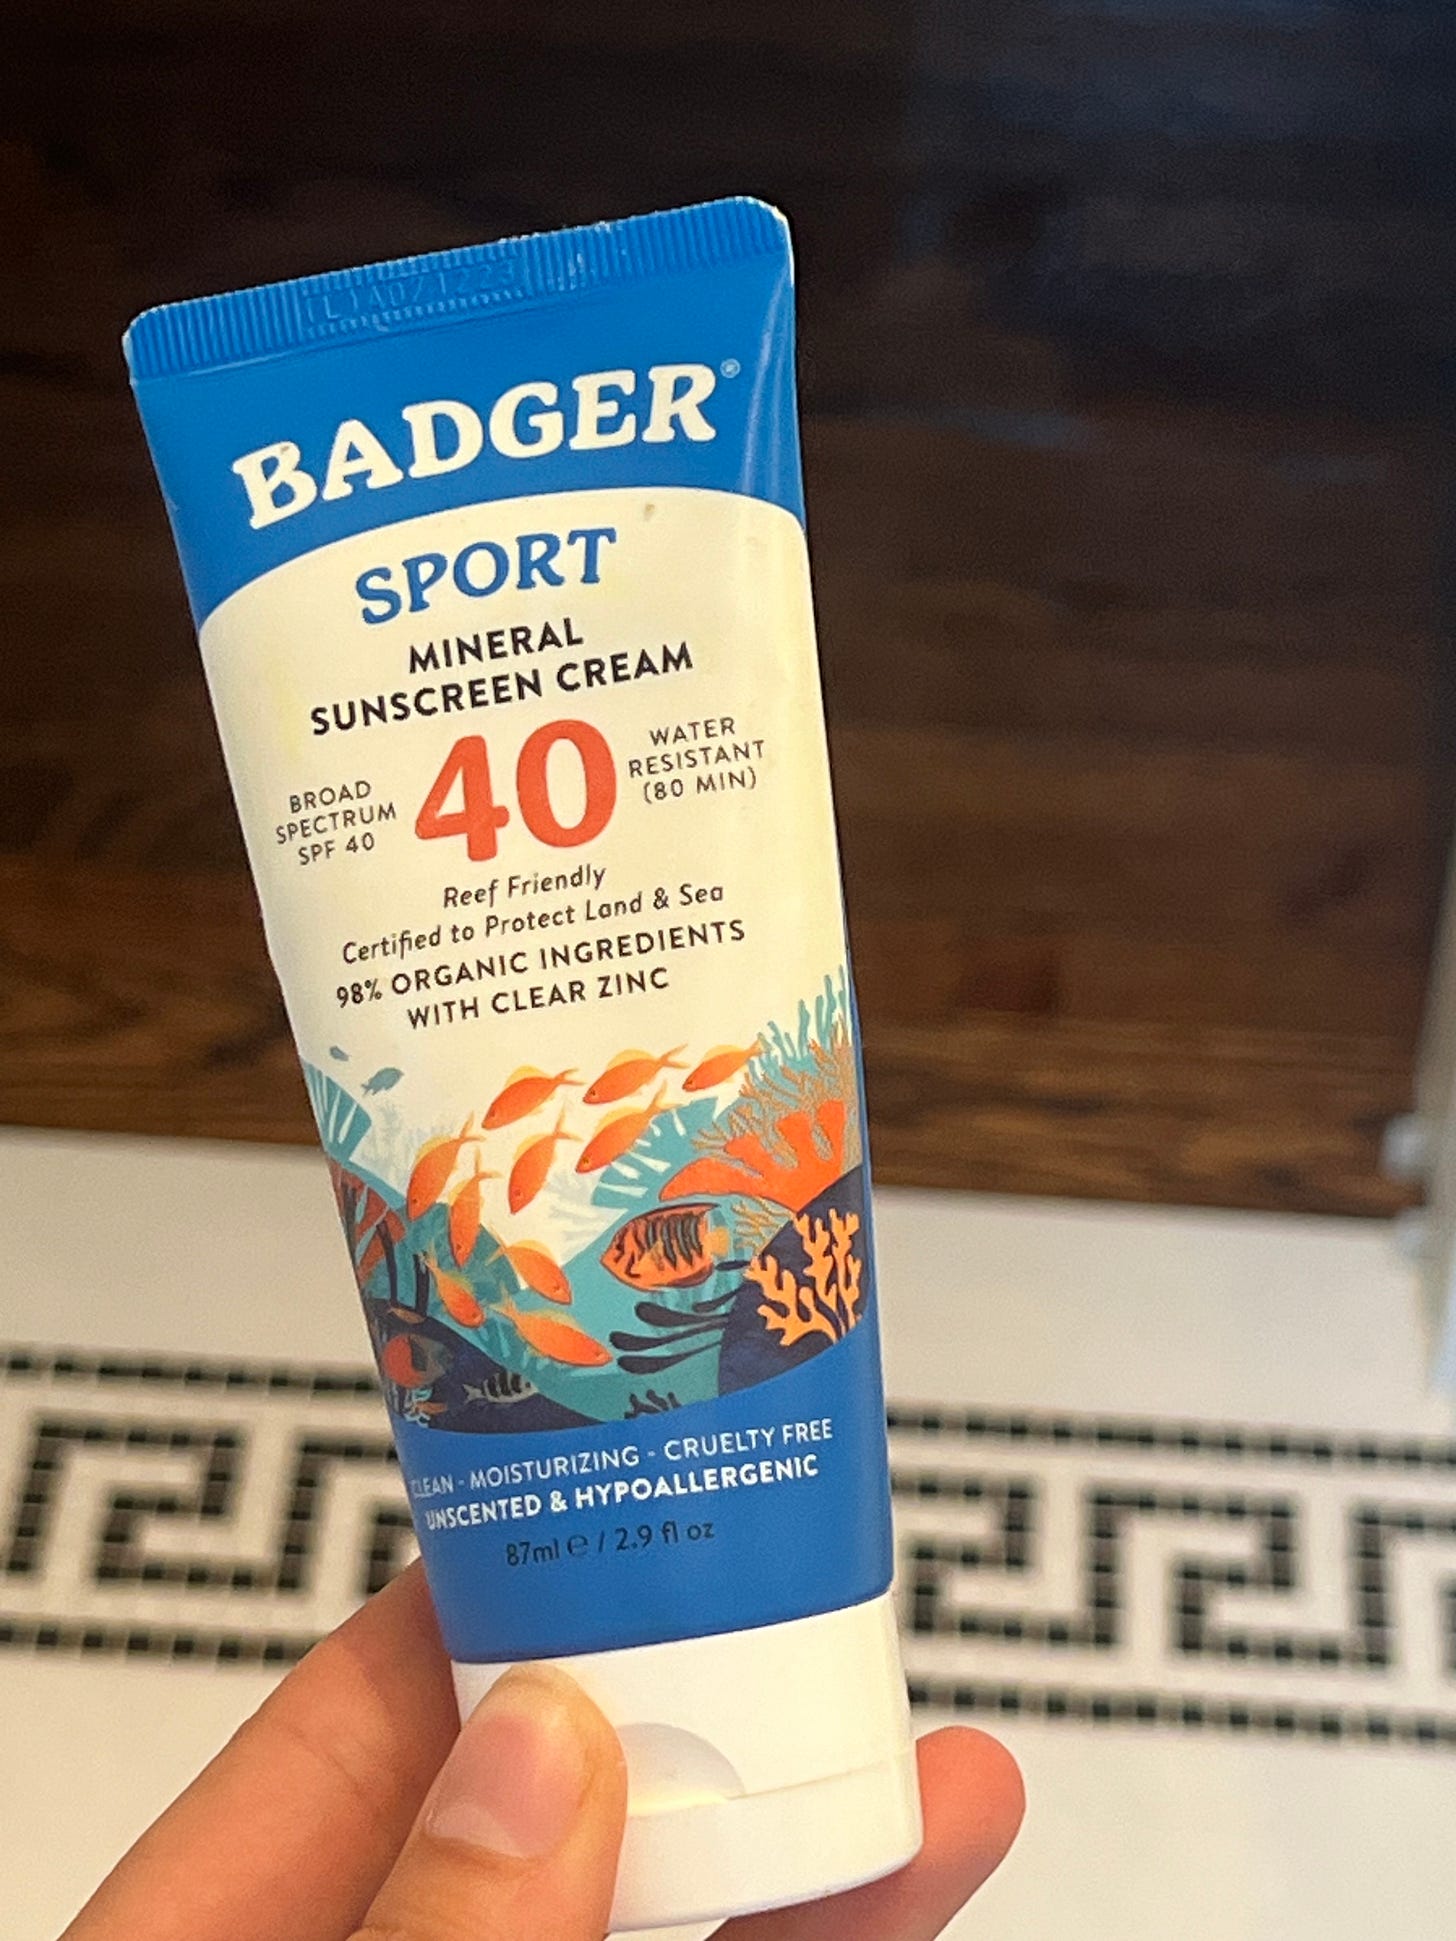 BADGER®
SPORT
MINERAL
SUNSCREEN CREAM
BROAD
SPECTRUM
SPF 40
40
WATER
RESISTANT
(80 MIN)
Reef Friendly
Certified to Protect Land & Sea
98% ORGANIC INGREDIENTS
WITH CLEAR ZINC
CLEAN - MOISTURIZING - CRUELTY FREE
UNSCENTED & HYPOALLERGENIC
87ml ℮ / 2.9 fl oz